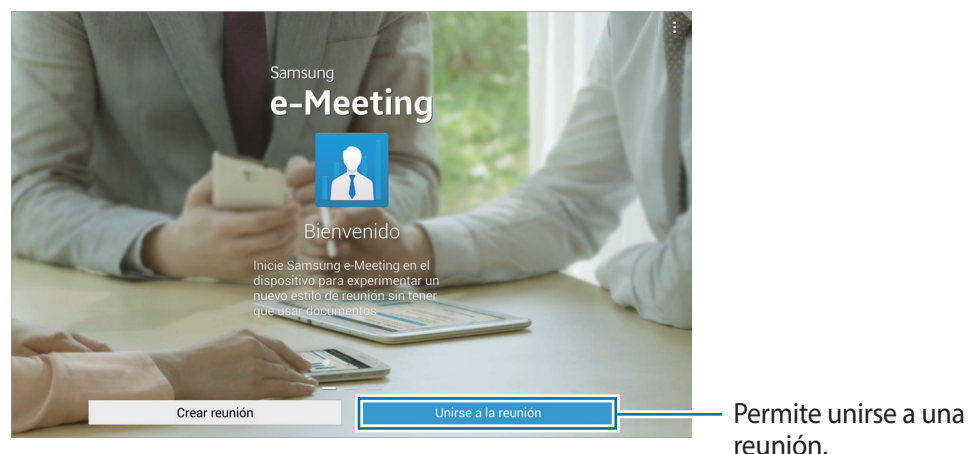 Samsung
e-Meeting
Bienvenido
Inicie Samsung e-Meeting en el
dispositivo para experimentar un
nuevo estilo de reunión sin tener
que usar documentos
Crear reunión
Unirse a la reunión
Permite unirse a una
reunión.